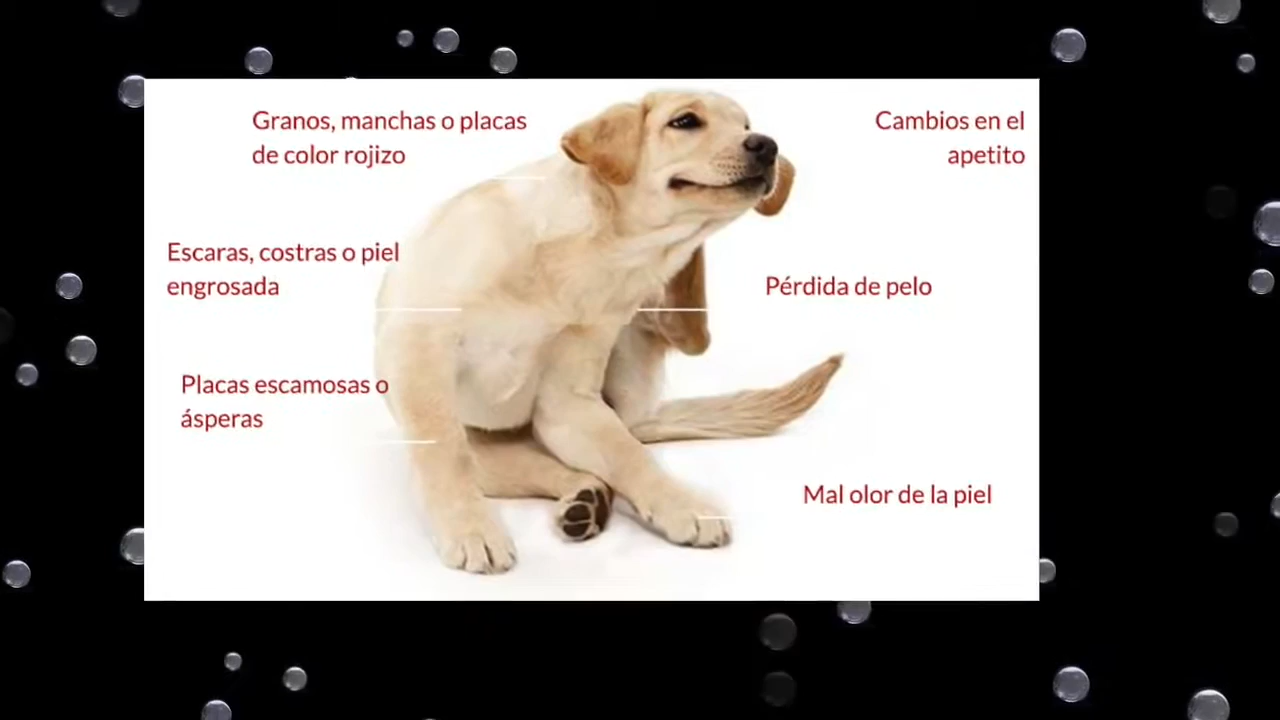 Granos, manchas o placas
de color rojizo
Cambios en el
apetito
Escaras, costras o piel
engrosada
Pérdida de pelo
Placas escamosas o
ásperas
Mal olor de la piel